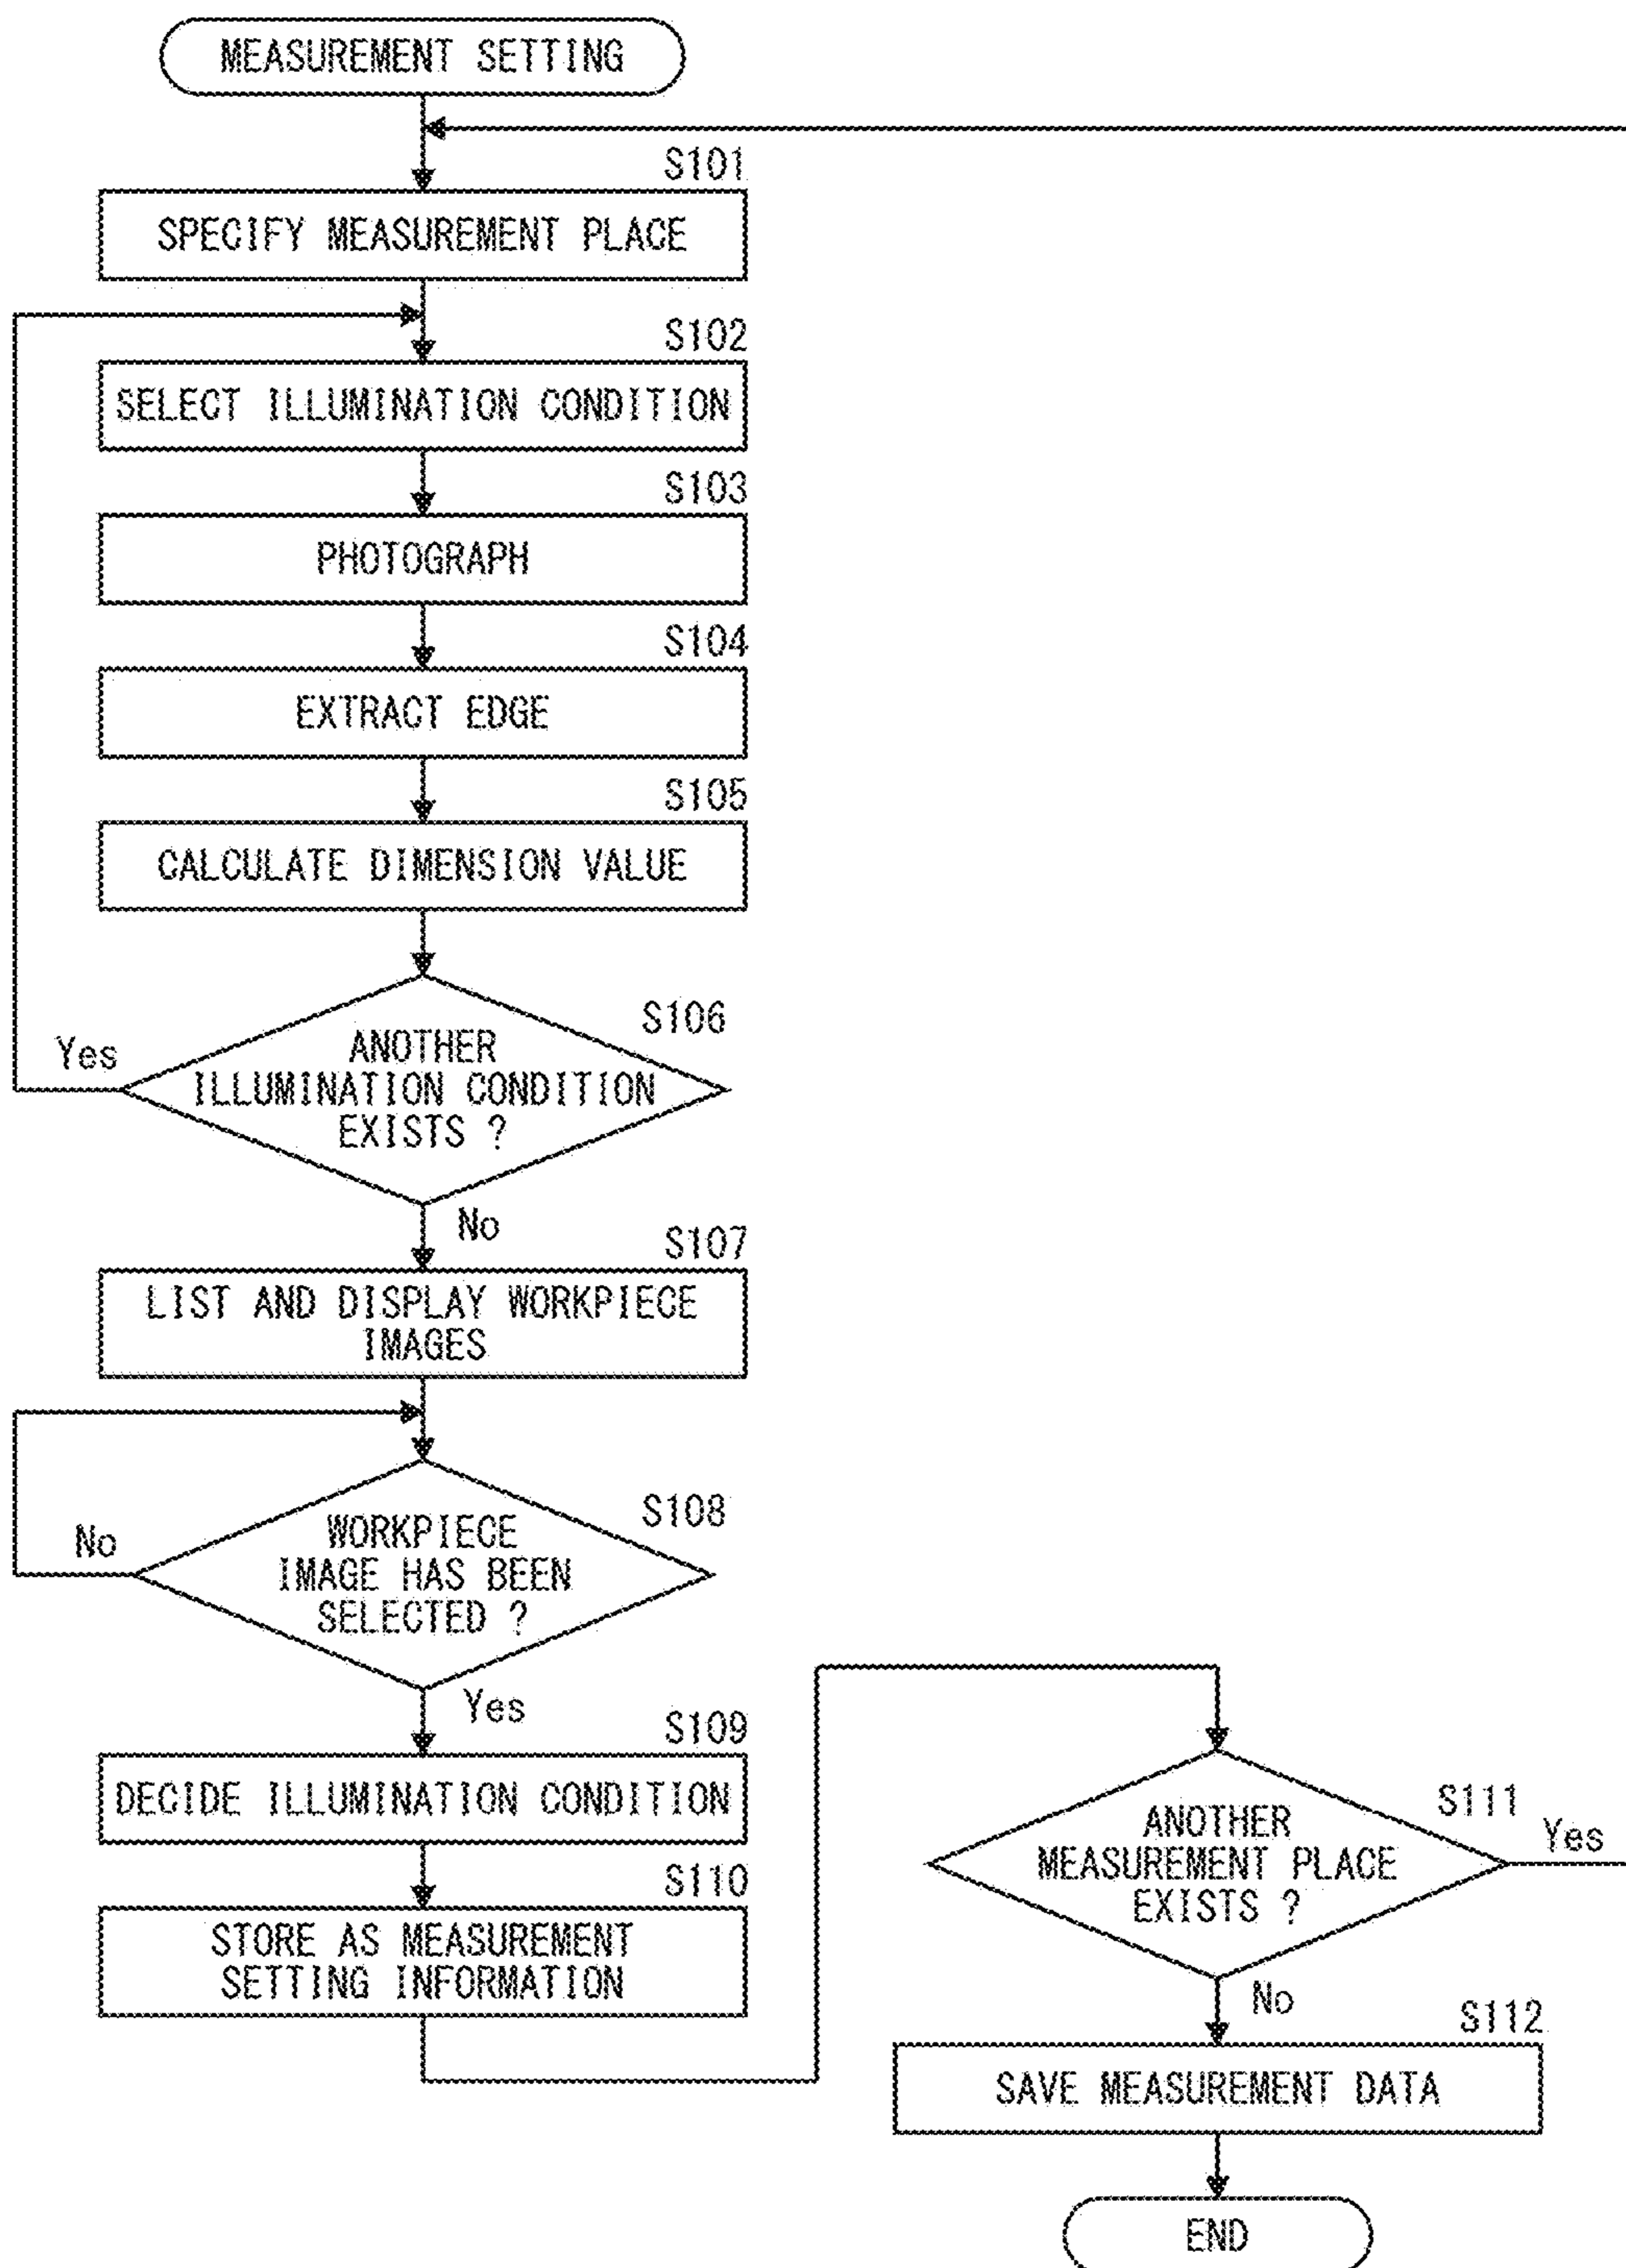 MEASUREMENT SETTING
S101
SPECIFY MEASUREMENT PLACE
S102
SELECT ILLUMINATION CONDITION
S103
PHOTOGRAPH
S104
EXTRACT EDGE
S105
CALCULATE DIMENSION VALUE
S106
ANOTHER
ILLUMINATION CONDITION
EXISTS ?
Yes
No
S107
LIST AND DISPLAY WORKPIECE
IMAGES
S108
WORKPIECE
IMAGE HAS BEEN
SELECTED ?
No
Yes
S109
DECIDE ILLUMINATION CONDITION
S110
STORE AS MEASUREMENT
SETTING INFORMATION
S111
ANOTHER
MEASUREMENT PLACE
EXISTS ?
Yes
No
S112
SAVE MEASUREMENT DATA
END